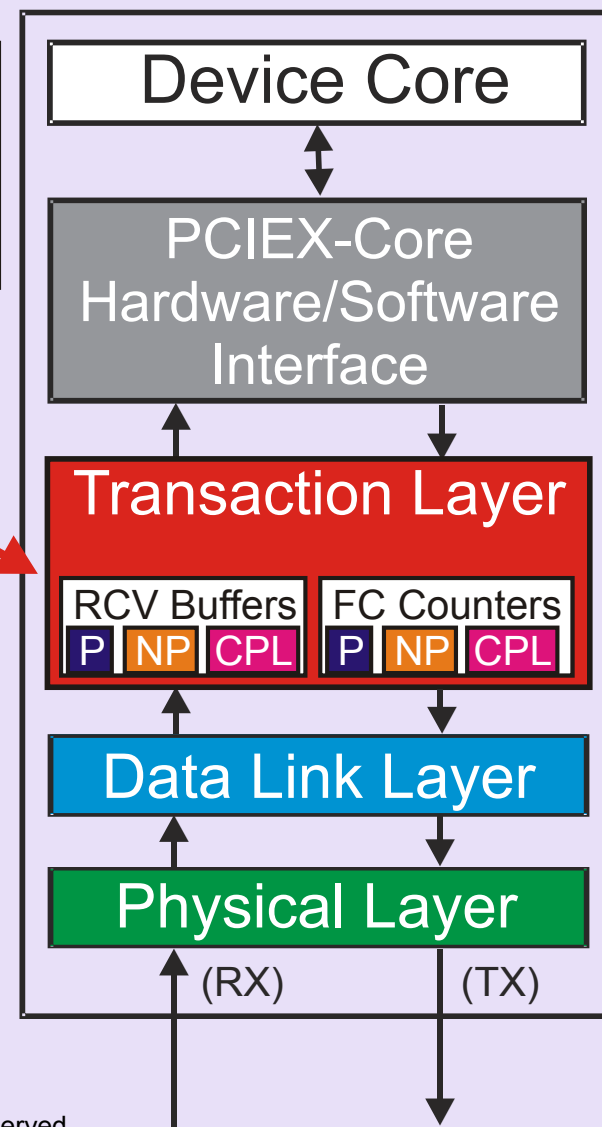 Device Core
PCIEX-Core
Hardware/Software
Interface
Transaction Layer
RCV Buffers
P NP CPL
FC Counters
P NP CPL
Data Link Layer
Physical Layer
(RX) (TX)